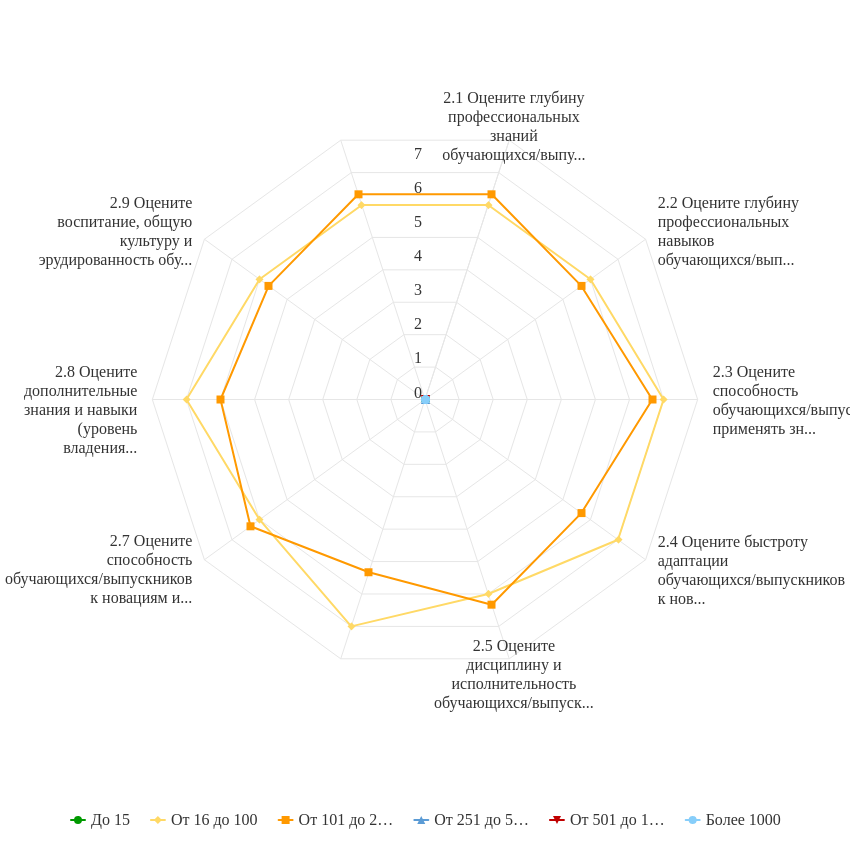 2.1 Оцените глубину
профессиональных
знаний
обучающихся/выпу...
2.2 Оцените глубину
профессиональных
навыков
обучающихся/вып...
2.3 Оцените
способность
обучающихся/выпус
применять зн...
2.4 Оцените быстроту
адаптации
обучающихся/выпускников
к нов...
2.5 Оцените
дисциплину и
исполнительность
обучающихся/выпуск...
2.7 Оцените
способность
обучающихся/выпускников
к новациям и...
2.8 Оцените
дополнительные
знания и навыки
(уровень
владения...
2.9 Оцените
воспитание, общую
культуру и
эрудированность обу...
7
6
5
4
3
2
1
0
До 15
От 16 до 100
От 101 до 2…
От 251 до 5…
От 501 до 1…
Более 1000